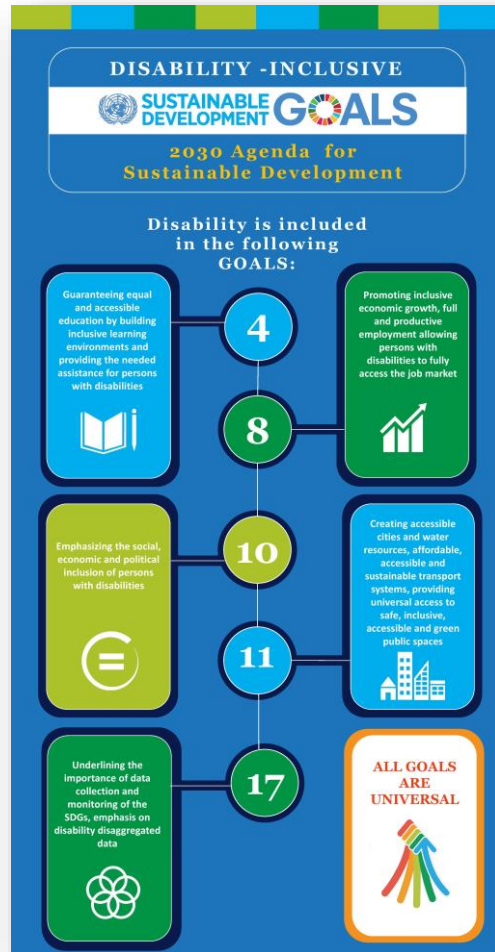 DISABILITY -INCLUSIVE
SUSTAINABLE
DEVELOPMENT
GOALS
2030 Agenda for
Sustainable Development
Disability is included
in the following
GOALS:
4
Guaranteeing equal
and accessible
education by building
inclusive learning
environments and
providing the needed
assistance for persons
with disabilities
8
Promoting inclusive
economic growth, full
and productive
employment allowing
persons with
disabilities to fully
access the job market
10
Emphasizing the social,
economic and political
inclusion of persons
with disabilities
11
Creating accessible
cities and water
resources, affordable,
accessible and
sustainable transport
systems, providing
universal access to
safe, inclusive,
accessible and green
public spaces
17
Underlining the
importance of data
collection and
monitoring of the
SDGs, emphasis on
disability disaggregated
data
ALL GOALS
ARE
UNIVERSAL